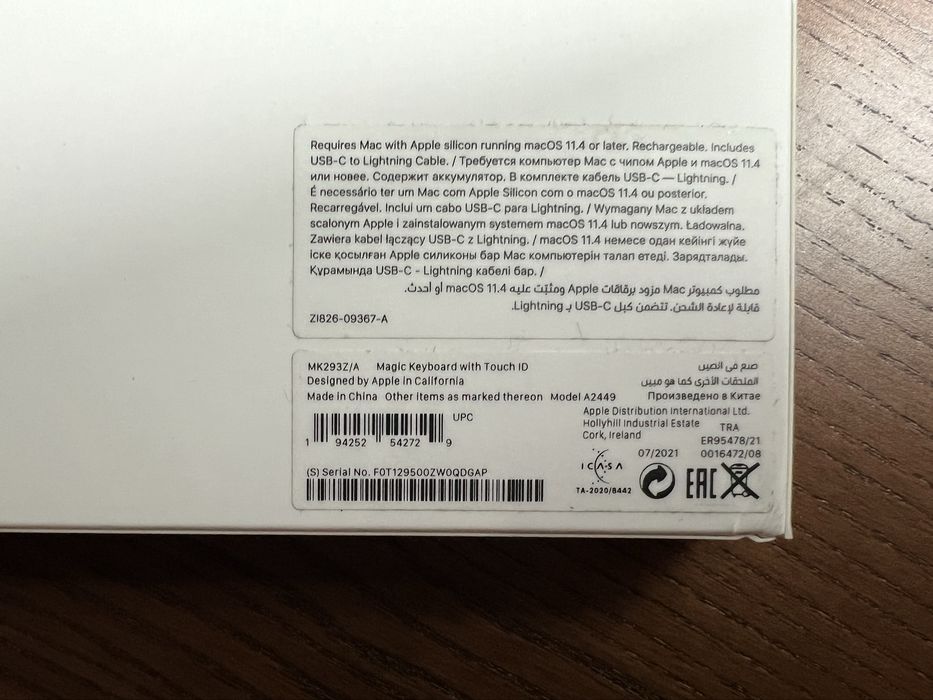 Requires Mac with Apple silicon running macOS 11.4 or later. Rechargeable. Includes
USB-C to Lightning Cable. / Требуется компьютер Mac с чипом Apple и macOS 11.4
или новее. Содержит аккумулятор. В комплекте кабель USB-C — Lightning. /
É necessário ter um Mac com Apple Silicon com o macOS 11.4 ou posterior.
Recarregável. Inclui um cabo USB-C para Lightning. / Wymagany Mac z układem
scalonym Apple i zainstalowanym systemem macOS 11.4 lub nowszym. Ładowalna.
Zawiera kabel łączący USB-C z Lightning. / macOS 11.4 немесе одан кейінгі жүйе
іске қосылған Apple силиконы бар Mac компьютерін талап етеді. Зарядталады.
Құрамында USB-C - Lightning кабелі бар. /
مطلوب كمبيوتر Mac مزود برقاقات Apple ومثبّت عليه macOS 11.4 أو أحدث.
قابلة لإعادة الشحن. تتضمن كبل USB-C بـ Lightning.
ZI826-09367-A
MK293Z/A Magic Keyboard with Touch ID
Designed by Apple in California
Made in China Other items as marked thereon Model A2449
صنع في الصين
الملحقات الأخرى كما هو مبين
Произведено в Китае
UPC
1 94252 54272 9
Apple Distribution International Ltd.
Hollyhill Industrial Estate
Cork, Ireland
TRA
ER95478/21
0016472/08
07/2021
(S) Serial No. F0T129500ZW0QDGAP
ICASA
TA-2020/8442
EAC